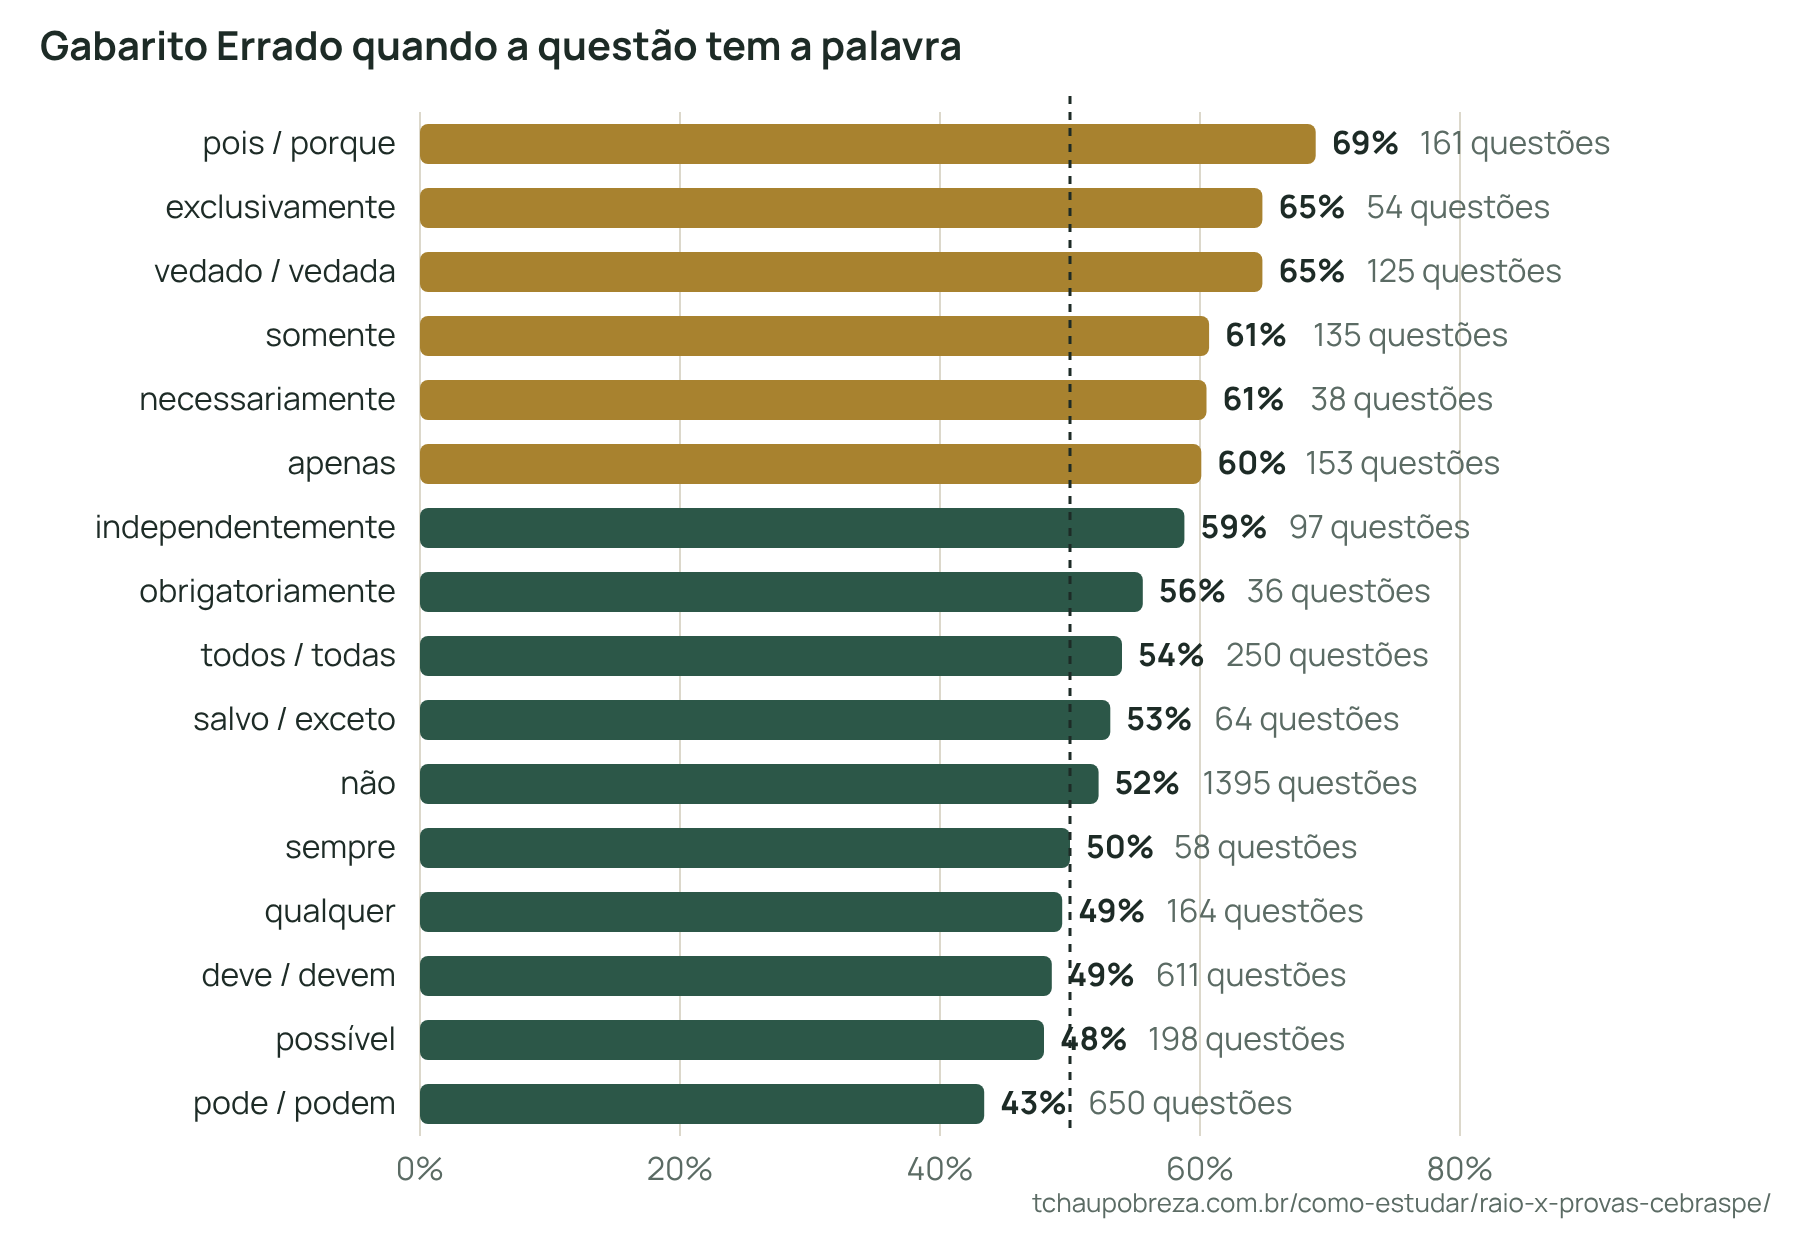 Gabarito Errado quando a questão tem a palavra
pois / porque 69% 161 questões
exclusivamente 65% 54 questões
vedado / vedada 65% 125 questões
somente 61% 135 questões
necessariamente 61% 38 questões
apenas 60% 153 questões
independentemente 59% 97 questões
obrigatoriamente 56% 36 questões
todos / todas 54% 250 questões
salvo / exceto 53% 64 questões
não 52% 1395 questões
sempre 50% 58 questões
qualquer 49% 164 questões
deve / devem 49% 611 questões
possível 48% 198 questões
pode / podem 43% 650 questões
0% 20% 40% 60% 80%
tchaupobreza.com.br/como-estudar/raio-x-provas-cebraspe/